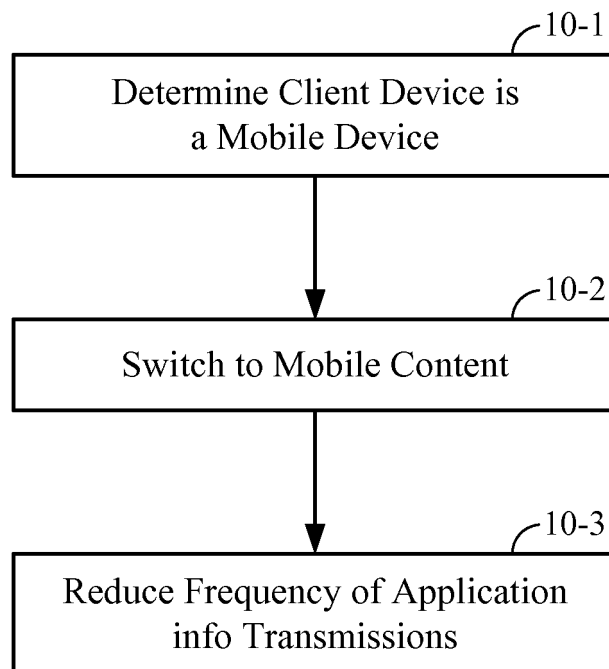 10-1
Determine Client Device is
a Mobile Device
10-2
Switch to Mobile Content
10-3
Reduce Frequency of Application
info Transmissions